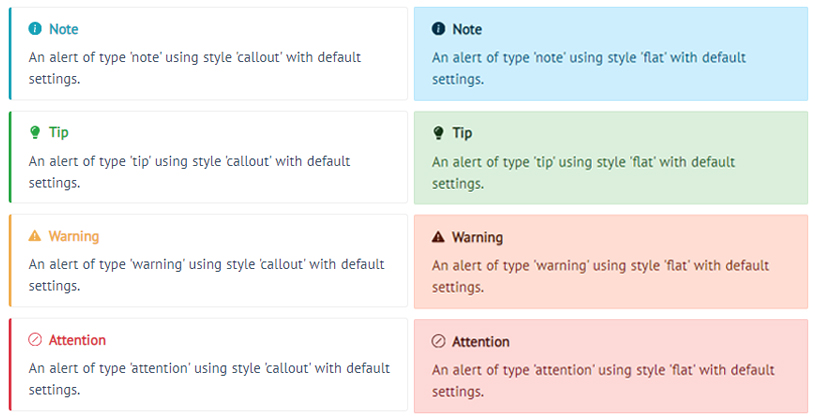 Note
An alert of type 'note' using style 'callout' with default
settings.
Note
An alert of type 'note' using style 'flat' with default
settings.
Tip
An alert of type 'tip' using style 'callout' with default
settings.
Tip
An alert of type 'tip' using style 'flat' with default
settings.
Warning
An alert of type 'warning' using style 'callout' with default
settings.
Warning
An alert of type 'warning' using style 'flat' with default
settings.
Attention
An alert of type 'attention' using style 'callout' with default
settings.
Attention
An alert of type 'attention' using style 'flat' with default
settings.